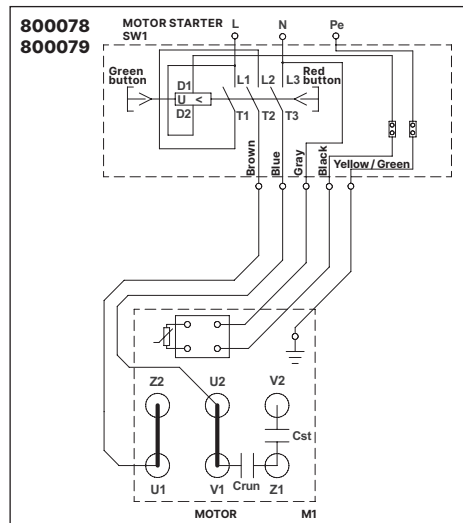 800078
800079
MOTOR STARTER
SW1
L
N
Pe
Green
button
D1
U <
D2
L1
L2
L3
T1
T2
T3
Red
button
Brown
Blue
Gray
Black
Yellow / Green
Z2
U2
V2
Cst
Crun
U1
V1
Z1
MOTOR
M1